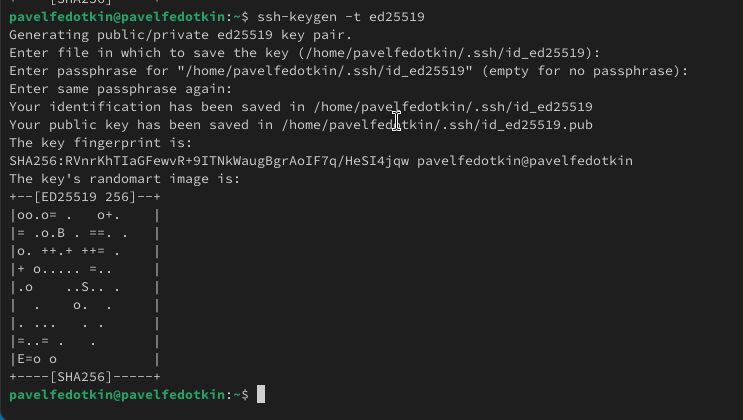 pavelfedotkin@pavelfedotkin:~$ ssh-keygen -t ed25519
Generating public/private ed25519 key pair.
Enter file in which to save the key (/home/pavelfedotkin/.ssh/id_ed25519):
Enter passphrase for "/home/pavelfedotkin/.ssh/id_ed25519" (empty for no passphrase):
Enter same passphrase again:
Your identification has been saved in /home/pavelfedotkin/.ssh/id_ed25519
Your public key has been saved in /home/pavelfedotkin/.ssh/id_ed25519.pub
The key fingerprint is:
SHA256:RVnrKhTIaGFewvR+9ITNkWaugBgrAoIF7q/HeSI4jqw pavelfedotkin@pavelfedotkin
The key's randomart image is:
+--[ED25519 256]--+
|oo.o= .   o+.    |
|= .o.B . ==. .   |
|o. ++.+ ++= .    |
|+ o..... =..     |
|.o    ..S.. .    |
|  .    o.  .     |
|. ...   . .      |
|=..= .   .       |
|E=o o            |
+----[SHA256]-----+
pavelfedotkin@pavelfedotkin:~$